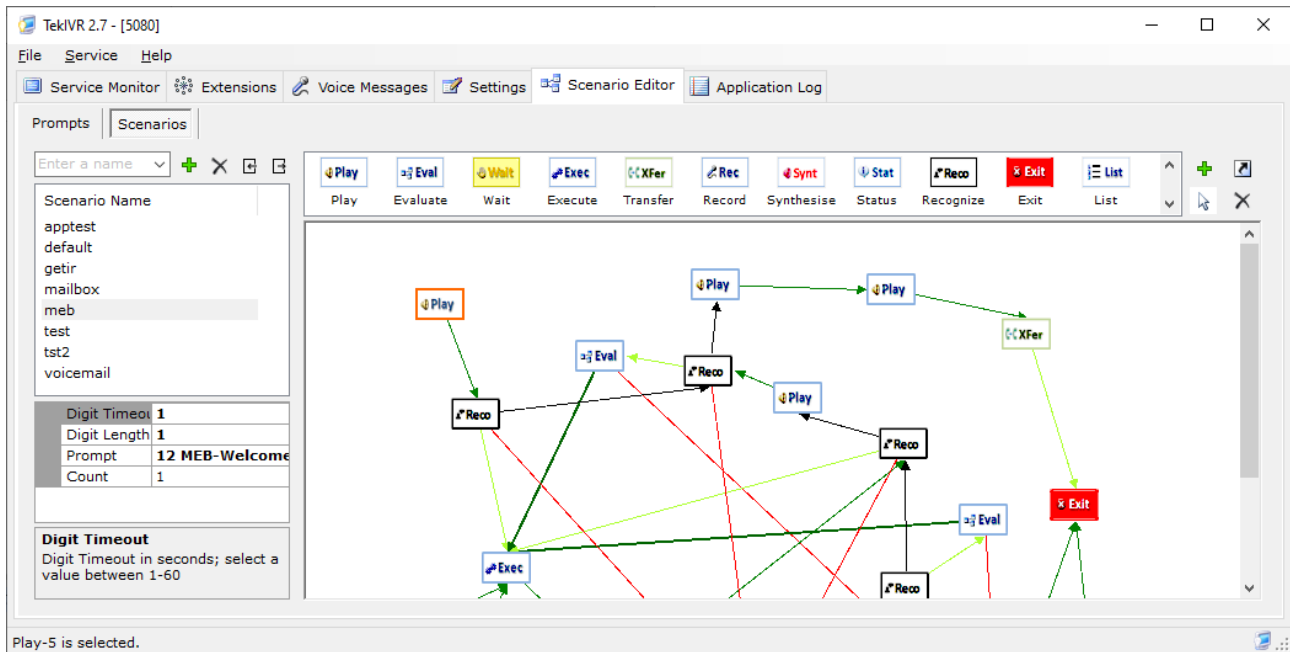 TekIVR 2.7 - [5080]
File Service Help
Service Monitor Extensions Voice Messages Settings Scenario Editor Application Log
Prompts Scenarios
Enter a name
Scenario Name
apptest
default
getir
mailbox
meb
test
tst2
voicemail
Digit Timeou 1
Digit Length 1
Prompt 12 MEB-Welcome
Count 1
Digit Timeout
Digit Timeout in seconds; select a
value between 1-60
Play Eval Wait Exec XFer Rec Synt Stat Reco Exit List
Play Evaluate Wait Execute Transfer Record Synthesise Status Recognize Exit List
Play
Play
Play
XFer
Eval
Reco
Play
Reco
Reco
Exit
Eval
Exec
Reco
Play-5 is selected.